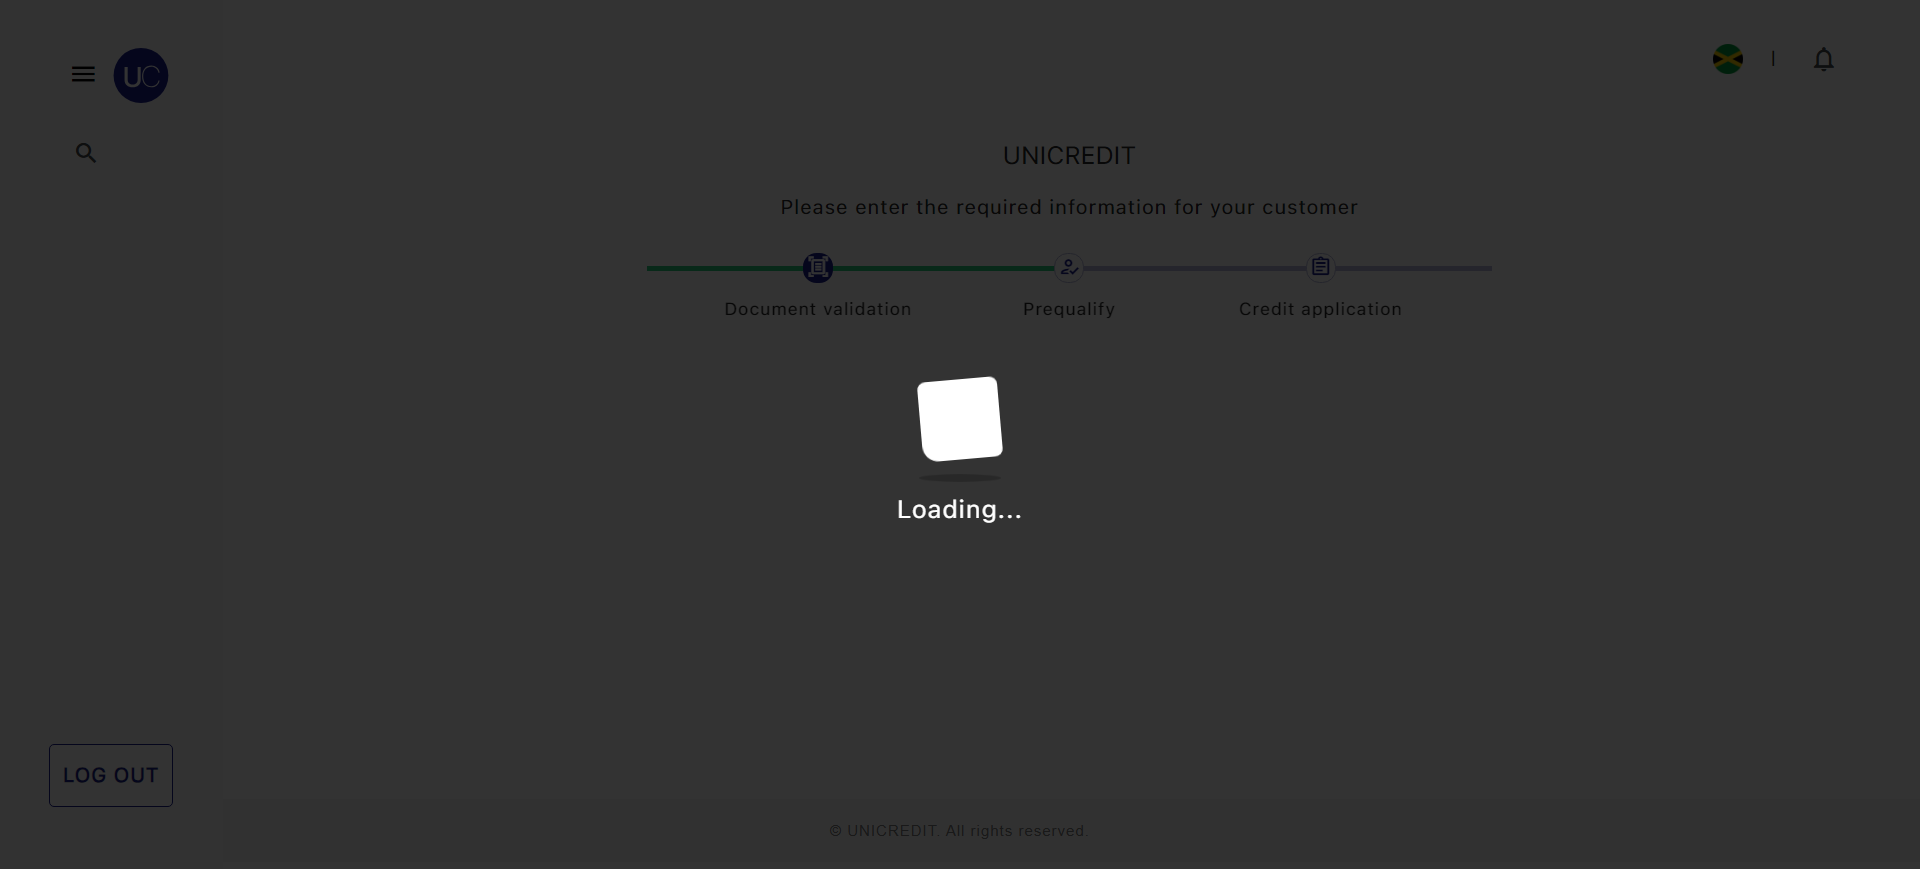 UC
UNICREDIT
Please enter the required information for your customer
Document validation
Prequalify
Credit application
Loading...
LOG OUT
© UNICREDIT. All rights reserved.